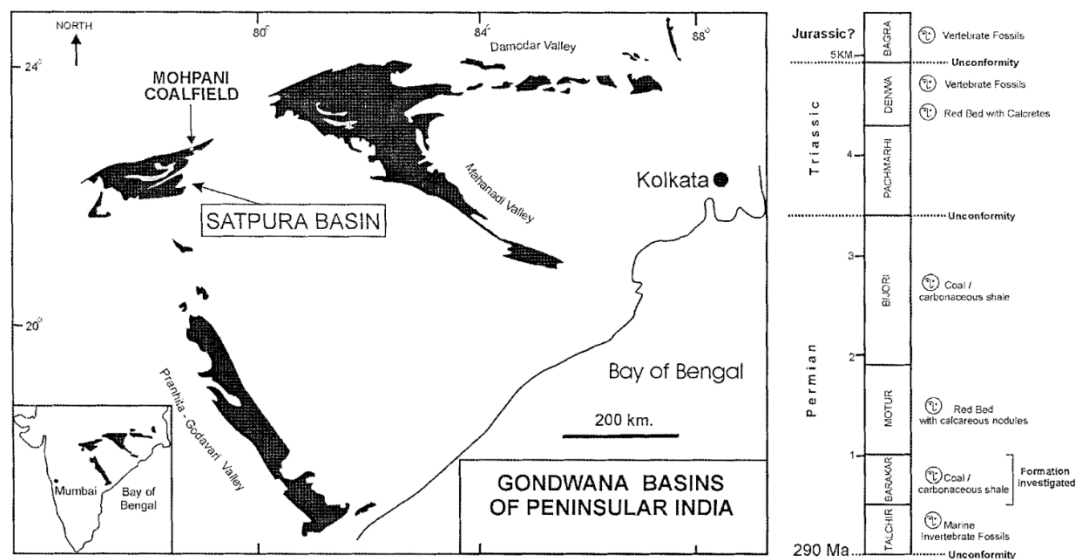 NORTH
80
84
88
24°
20°
MOHPANI
COALFIELD
Damodar Valley
Mahanadi Valley
Kolkata
SATPURA BASIN
Pranhita - Godavari Valley
Bay of Bengal
200 km.
Mumbai
Bay of
Bengal
GONDWANA BASINS
OF PENINSULAR INDIA
Jurassic?
5KM
BAGRA
Vertebrate Fossils
Unconformity
Triassic
DENWA
Vertebrate Fossils
Red Bed with Calcretes
4
PACHMARHI
Unconformity
Permian
3
BIJORI
Coal /
carbonaceous shale
2
MOTUR
Red Bed
with calcareous nodules
1
BARAKAR
Coal /
carbonaceous shale
Formation
investigated
TALCHIR
Marine
Invertebrate Fossils
290 Ma
Unconformity